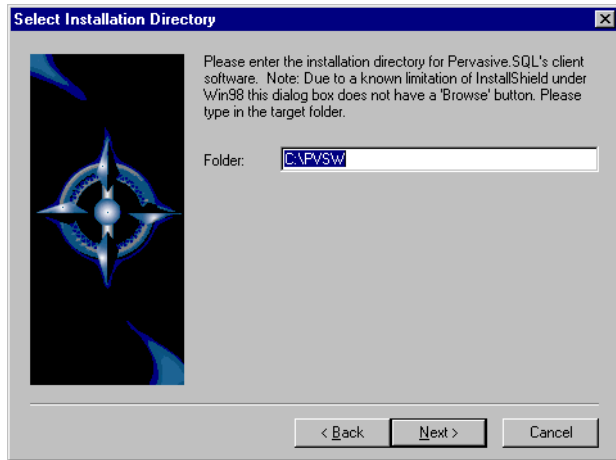 Select Installation Directory
Please enter the installation directory for Pervasive.SQL's client
software. Note: Due to a known limitation of InstallShield under
Win98 this dialog box does not have a 'Browse' button. Please
type in the target folder.
Folder: C:\PVSW
< Back Next > Cancel